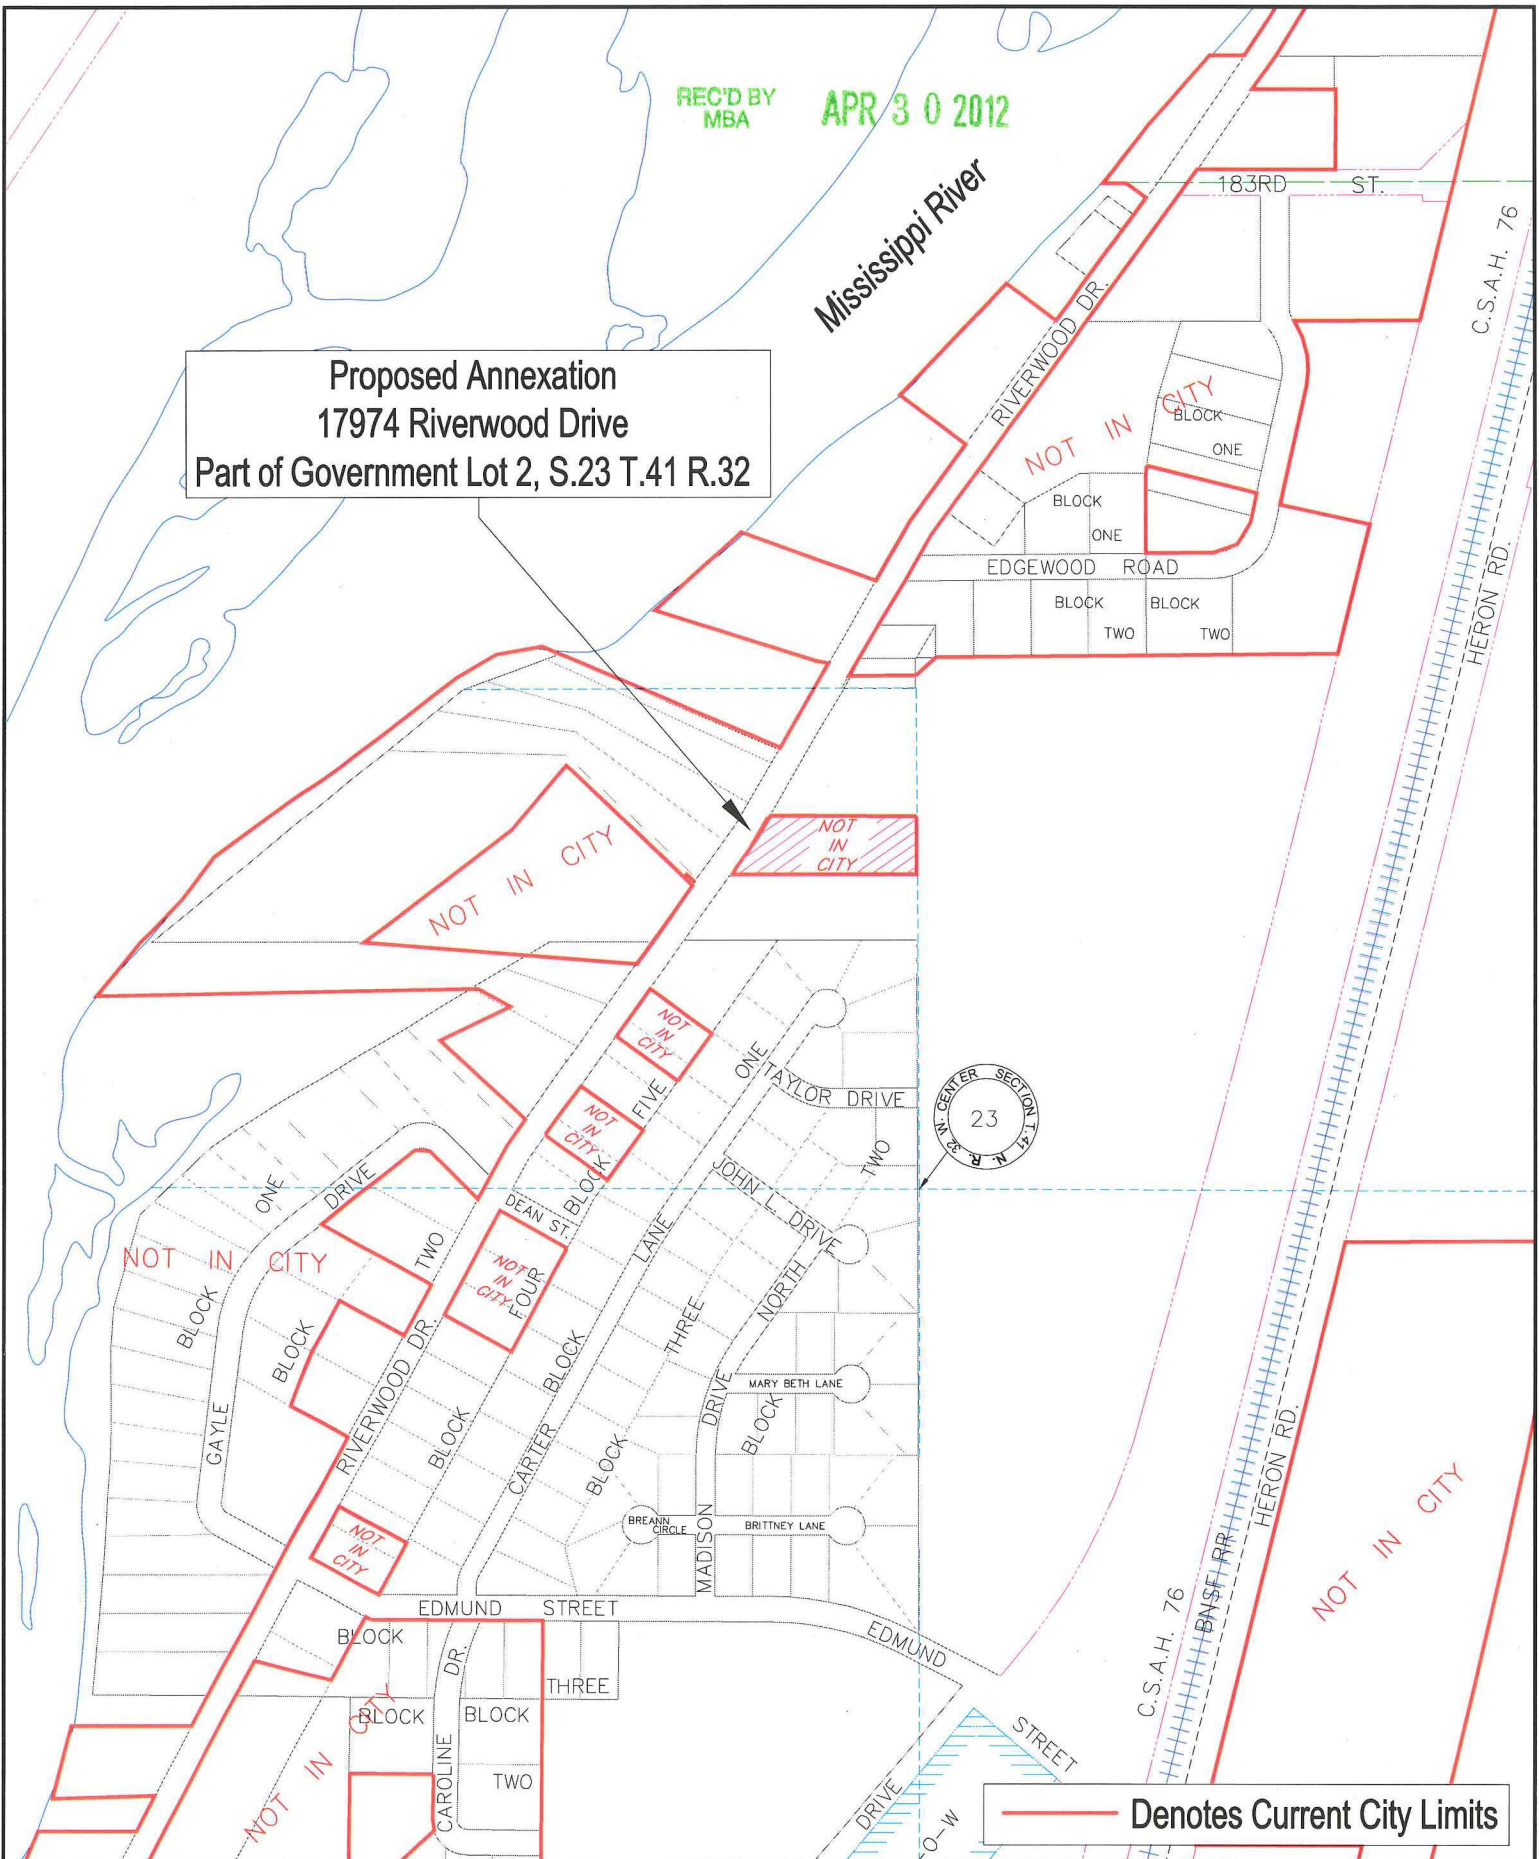 REC'D BY
MBA
APR 30 2012
Mississippi River
183RD ST.
C.S.A.H. 76
Proposed Annexation
17974 Riverwood Drive
Part of Government Lot 2, S.23 T.41 R.32
RIVERWOOD DR.
NOT IN CITY
BLOCK
ONE
BLOCK
ONE
EDGEWOOD ROAD
BLOCK
TWO
BLOCK
TWO
HERON RD.
NOT
IN
CITY
NOT IN CITY
NOT
IN
CITY
ONE
TAYLOR DRIVE
CENTER SECTION T. 41 N. R. 32 W.
23
NOT
IN
CITY
BLOCK FIVE
JOHN L. DRIVE
TWO
DEAN ST.
ONE
DRIVE
NOT IN CITY
TWO
NOT
IN
CITY
FOUR
LANE
NORTH
BLOCK
BLOCK
RIVERWOOD DR.
BLOCK
THREE
MARY BETH LANE
DRIVE
BLOCK
GAYLE
BLOCK
CARTER
BLOCK
HERON RD.
NOT IN CITY
NOT
IN
CITY
BREANN
CIRCLE
MADISON
BRITTNEY LANE
BNSF RR
EDMUND STREET
EDMUND
C.S.A.H. 76
BLOCK
DR.
THREE
NOT IN CITY
BLOCK
BLOCK
STREET
CAROLINE
TWO
DRIVE
O-W
Denotes Current City Limits